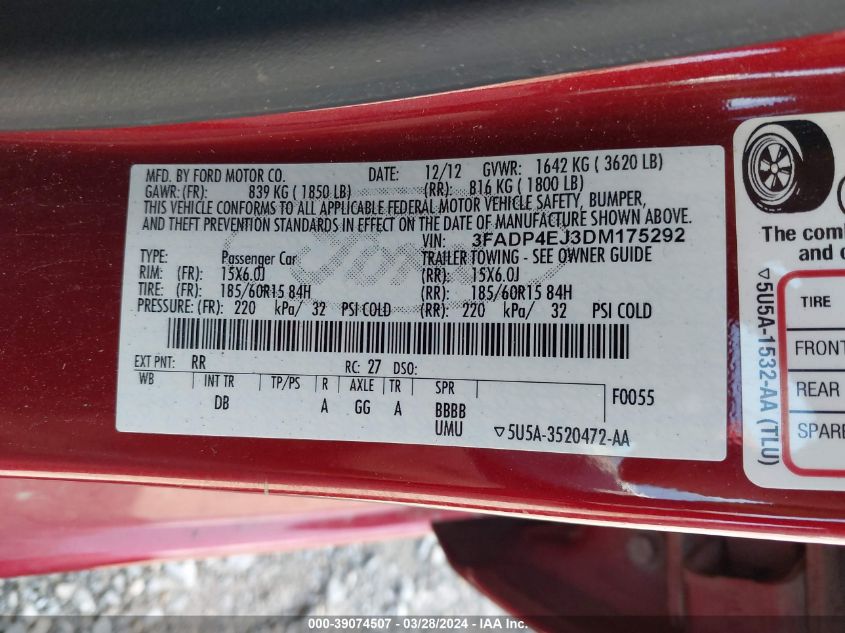 MFD. BY FORD MOTOR CO. DATE: 12/12 GVWR: 1642 KG ( 3620 LB)
GAWR: (FR): 839 KG ( 1850 LB) (RR): 816 KG ( 1800 LB)
THIS VEHICLE CONFORMS TO ALL APPLICABLE FEDERAL MOTOR VEHICLE SAFETY, BUMPER,
AND THEFT PREVENTION STANDARDS IN EFFECT ON THE DATE OF MANUFACTURE SHOWN ABOVE.
VIN: 3FADP4EJ3DM175292
TYPE: Passenger Car TRAILER TOWING - SEE OWNER GUIDE
RIM: (FR) 15X6.0J (RR): 15X6.0J
TIRE: (FR) 185/60R15 84H (RR) 185/60R15 84H
PRESSURE: (FR): 220 kPa/ 32 PSI COLD (RR): 220 kPa/ 32 PSI COLD
EXT PNT: RR RC: 27 DSO:
WB INT TR TP/PS R AXLE TR SPR
DB A GG A BBBB F0055
UMU ▽5U5A-3520472-AA
Ford
The comb
and c
▽5U5A-1532-AA (TLU)
TIRE
FRONT
REAR
SPARE
000-39074507 - 03/28/2024 - IAA Inc.